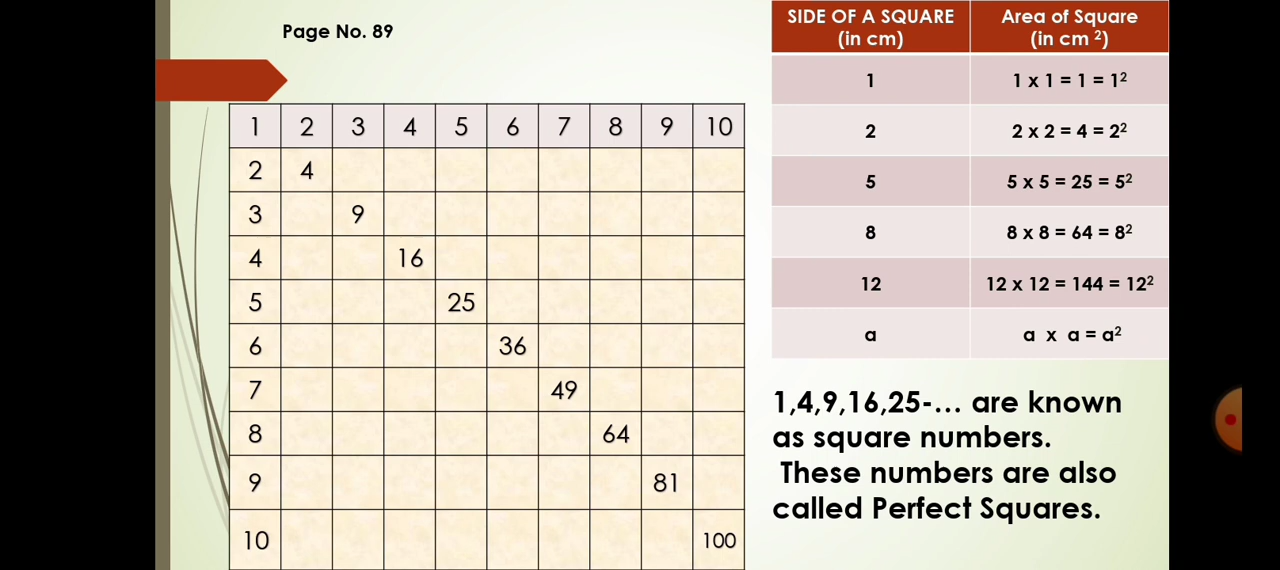 Page No. 89
1 2 3 4 5 6 7 8 9 10
2 4
3 9
4 16
5 25
6 36
7 49
8 64
9 81
10 100
SIDE OF A SQUARE (in cm) Area of Square (in cm ²)
1 1 x 1 = 1 = 1²
2 2 x 2 = 4 = 2²
5 5 x 5 = 25 = 5²
8 8 x 8 = 64 = 8²
12 12 x 12 = 144 = 12²
a a x a = a²
1,4,9,16,25-... are known
as square numbers.
These numbers are also
called Perfect Squares.